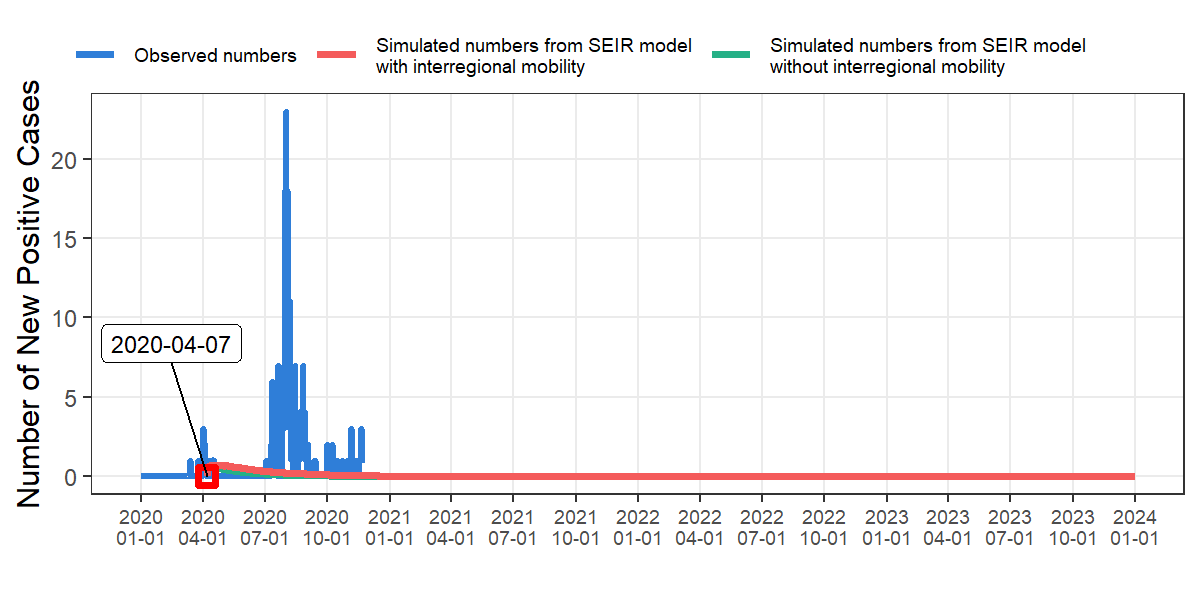 Observed numbers
Simulated numbers from SEIR model
with interregional mobility
Simulated numbers from SEIR model
without interregional mobility
Number of New Positive Cases
20
15
10
5
0
2020-04-07
2020 2020 2020 2020 2021 2021 2021 2021 2022 2022 2022 2022 2023 2023 2023 2023 2024
01-01 04-01 07-01 10-01 01-01 04-01 07-01 10-01 01-01 04-01 07-01 10-01 01-01 04-01 07-01 10-01 01-01